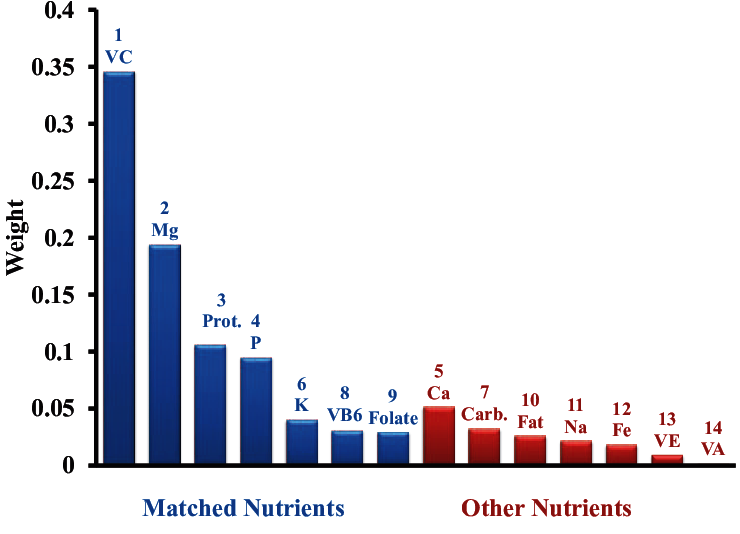 0.4
0.35
0.3
0.25
0.2
0.15
0.1
0.05
0
Weight
1
VC
2
Mg
3
Prot.
4
P
6
K
8
VB6
9
Folate
5
Ca
7
Carb.
10
Fat
11
Na
12
Fe
13
VE
14
VA
Matched Nutrients
Other Nutrients